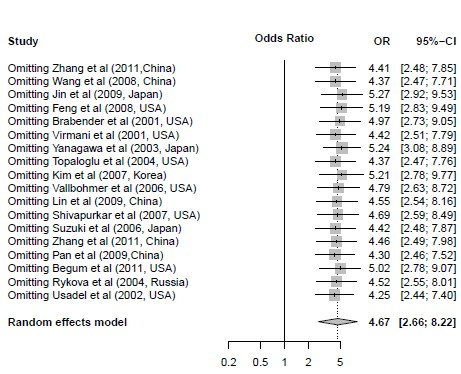 Study Odds Ratio OR 95%−CI
Omitting Zhang et al (2011,China) 4.41 [2.48; 7.85]
Omitting Wang et al (2008, China) 4.37 [2.47; 7.71]
Omitting Jin et al (2009, Japan) 5.27 [2.92; 9.53]
Omitting Feng et al (2008, USA) 5.19 [2.83; 9.49]
Omitting Brabender et al (2001, USA) 4.97 [2.73; 9.05]
Omitting Virmani et al (2001, USA) 4.42 [2.51; 7.79]
Omitting Yanagawa et al (2003, Japan) 5.24 [3.08; 8.89]
Omitting Topaloglu et al (2004, USA) 4.37 [2.47; 7.76]
Omitting Kim et al (2007, Korea) 5.21 [2.78; 9.77]
Omitting Vallbohmer et al (2006, USA) 4.79 [2.63; 8.72]
Omitting Lin et al (2009, China) 4.55 [2.54; 8.16]
Omitting Shivapurkar et al (2007, USA) 4.69 [2.59; 8.49]
Omitting Suzuki et al (2006, Japan) 4.42 [2.48; 7.87]
Omitting Zhang et al (2011, China) 4.46 [2.49; 7.98]
Omitting Pan et al (2009,China) 4.30 [2.46; 7.52]
Omitting Begum et al (2011, USA) 5.02 [2.78; 9.07]
Omitting Rykova et al (2004, Russia) 4.52 [2.55; 8.01]
Omitting Usadel et al (2002, USA) 4.25 [2.44; 7.40]
Random effects model 4.67 [2.66; 8.22]
0.2 0.5 1 2 5